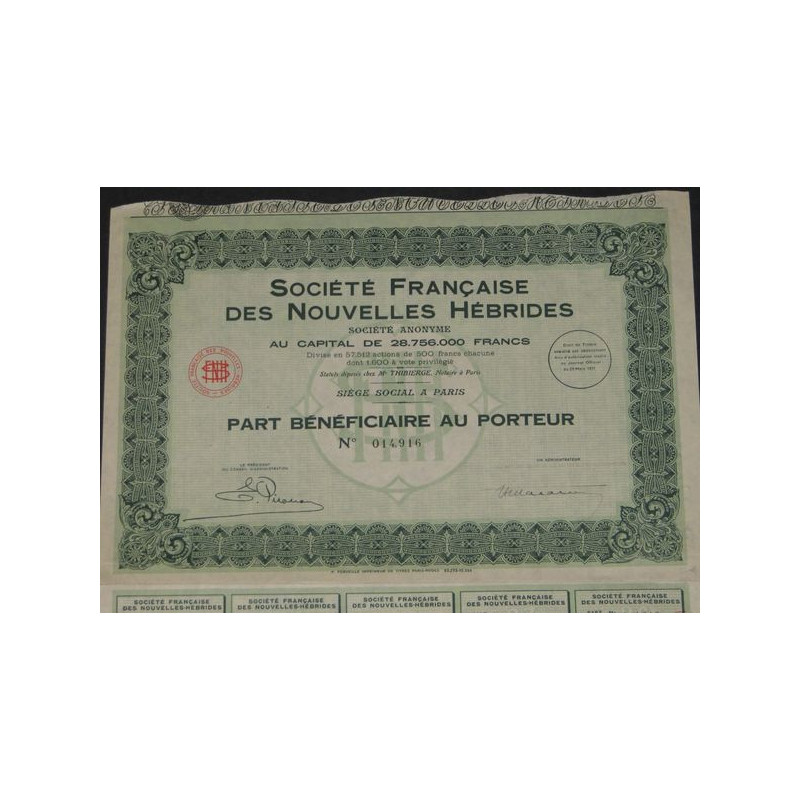 SOCIÉTÉ FRANÇAISE
DES NOUVELLES HÉBRIDES
SOCIÉTÉ ANONYME
AU CAPITAL DE 28.756.000 FRANCS
Divisé en 57.512 actions de 500 francs chacune
dont 1.600 à vote privilégié
Statuts déposés chez Me THIBIERGE, Notaire à Paris
SIÈGE SOCIAL A PARIS
PART BÉNÉFICIAIRE AU PORTEUR
No 014.916
LE PRÉSIDENT
DU CONSEIL D'ADMINISTRATION
UN ADMINISTRATEUR
SOCIÉTÉ FRANÇAISE
DES NOUVELLES-HÉBRIDES
SOCIÉTÉ FRANÇAISE
DES NOUVELLES-HÉBRIDES
SOCIÉTÉ FRANÇAISE
DES NOUVELLES-HÉBRIDES
SOCIÉTÉ FRANÇAISE
DES NOUVELLES-HÉBRIDES
SOCIÉTÉ FRANÇAISE
DES NOUVELLES-HÉBRIDES